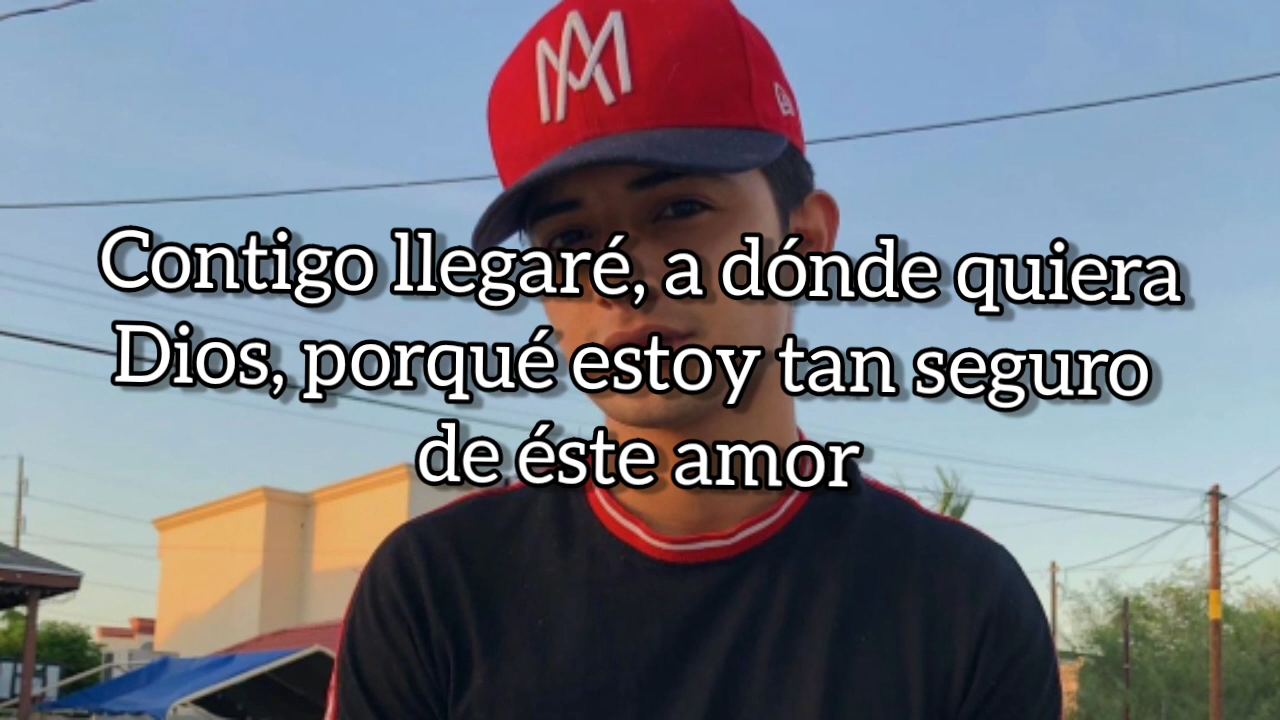 Contigo llegaré, a dónde quiera
Dios, porqué estoy tan seguro
de éste amor